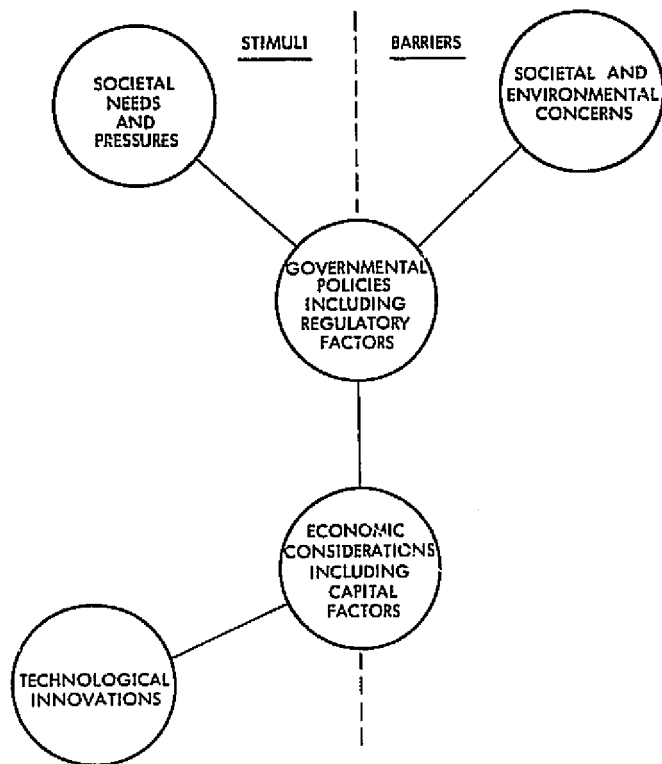 STIMULI
BARRIERS
SOCIETAL
NEEDS
AND
PRESSURES
SOCIETAL AND
ENVIRONMENTAL
CONCERNS
GOVERNMENTAL
POLICIES
INCLUDING
REGULATORY
FACTORS
ECONOMIC
CONSIDERATIONS
INCLUDING
CAPITAL
FACTORS
TECHNOLOGICAL
INNOVATIONS